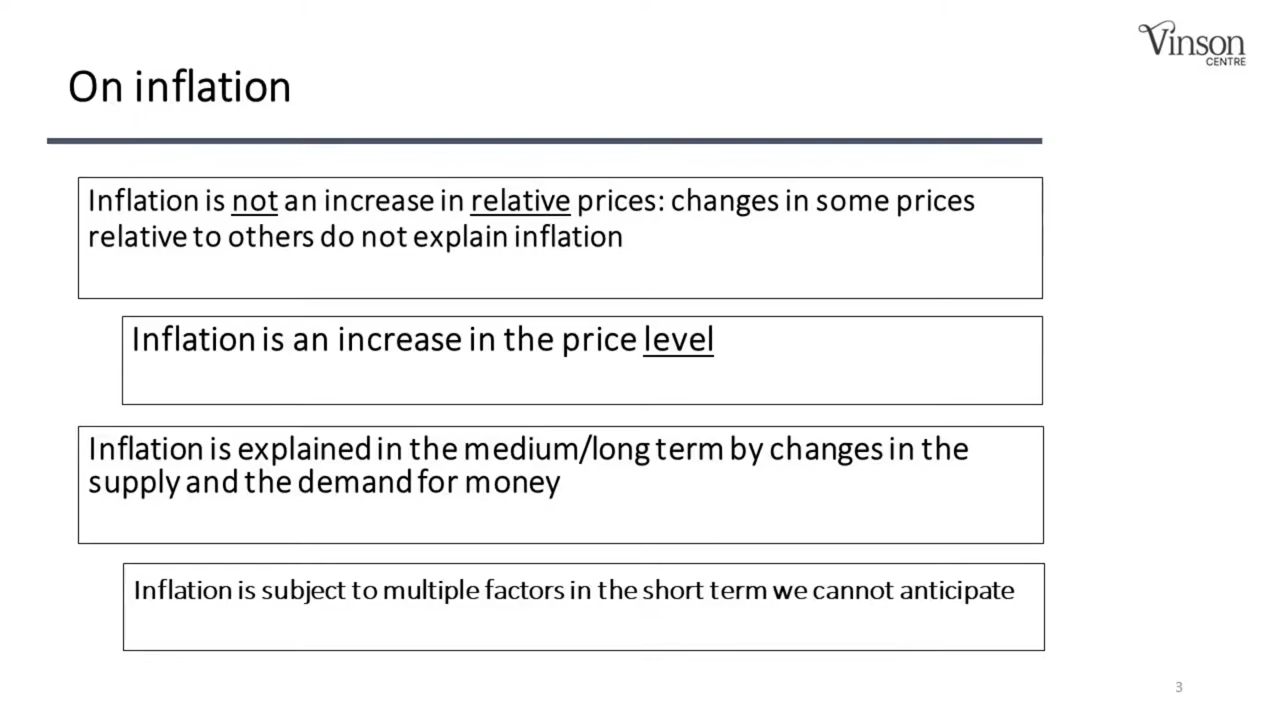 Vinson
CENTRE
On inflation
Inflation is not an increase in relative prices: changes in some prices
relative to others do not explain inflation
Inflation is an increase in the price level
Inflation is explained in the medium/long term by changes in the
supply and the demand for money
Inflation is subject to multiple factors in the short term we cannot anticipate
3